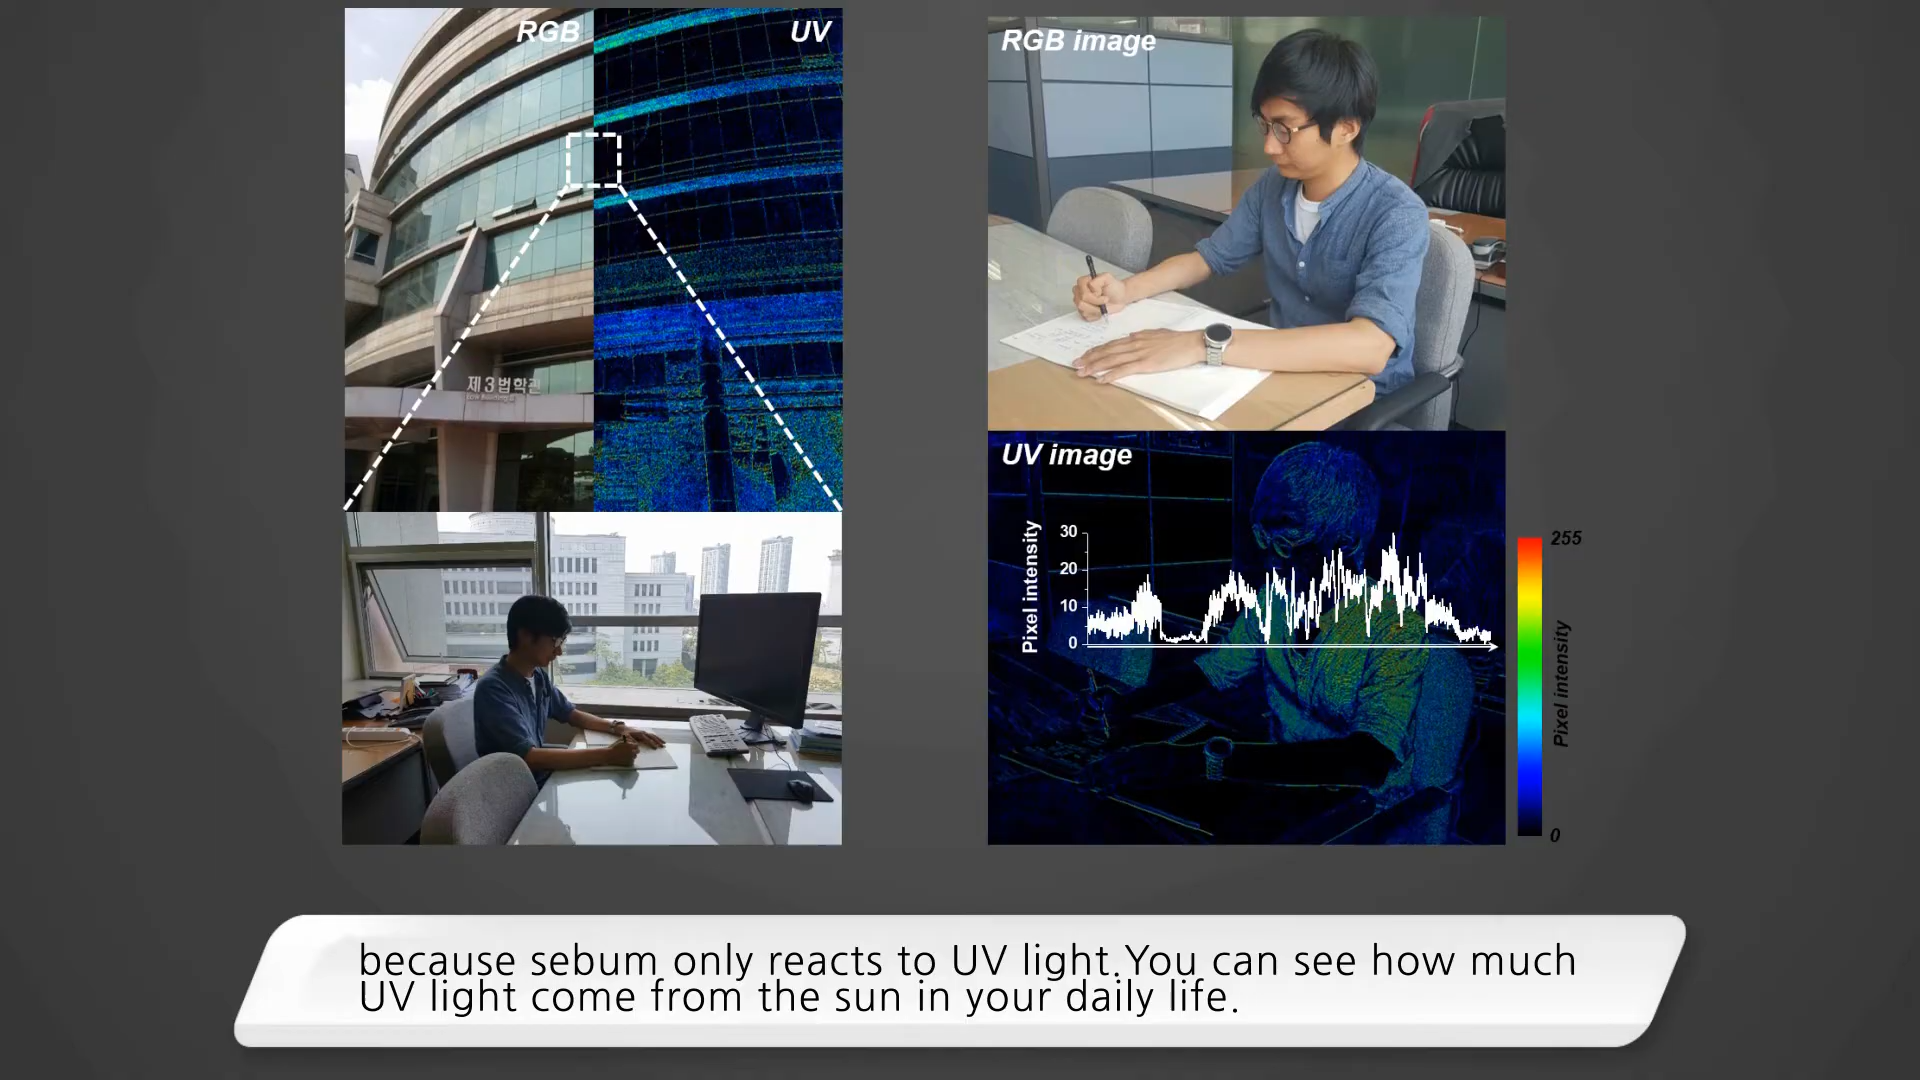 RGB
UV
제3법학관
RGB image
UV image
Pixel intensity
30
20
10
0
255
Pixel intensity
0
because sebum only reacts to UV light.You can see how much
UV light come from the sun in your daily life.